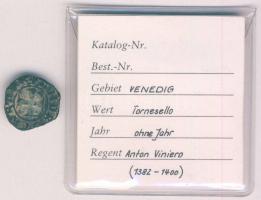 Katalog-Nr.
Best.-Nr.
Gebiet VENEDIG
Wert Tornesello
Jahr ohne Jahr
Regent Anton Viniero
(1382 - 1400)